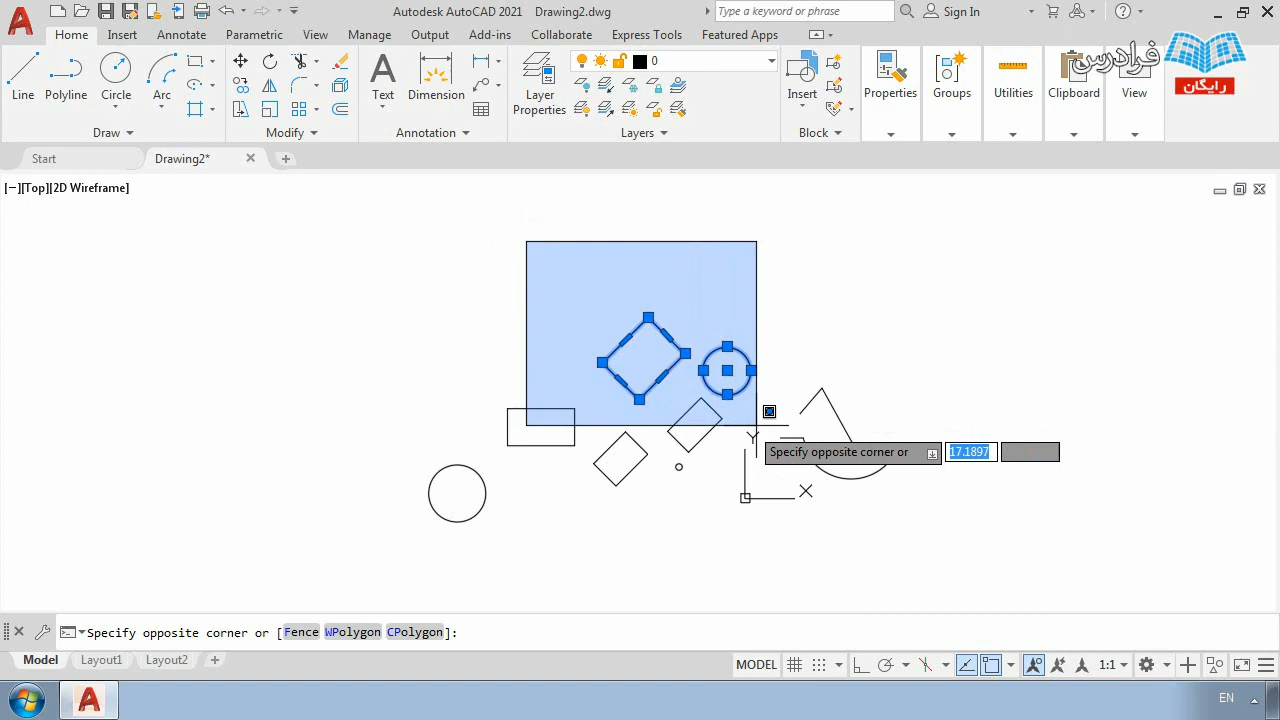 Autodesk AutoCAD 2021 Drawing2.dwg
Type a keyword or phrase
Sign In
Home Insert Annotate Parametric View Manage Output Add-ins Collaborate Express Tools Featured Apps
فرادرس
رایگان
Line Polyline Circle Arc
Text Dimension
Layer
Properties
0
Insert
Properties Groups Utilities Clipboard View
Draw Modify Annotation Layers Block
Start Drawing2*
[−][Top][2D Wireframe]
Y
X
Specify opposite corner or 17.1897
Specify opposite corner or [Fence WPolygon CPolygon]:
Model Layout1 Layout2
MODEL 1:1
EN